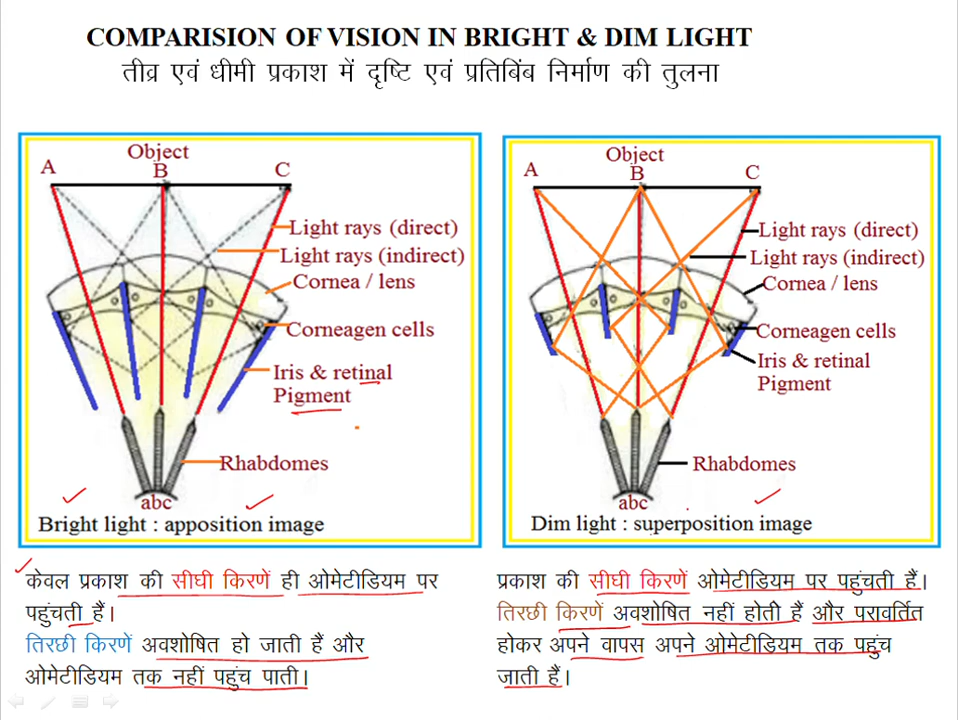 COMPARISION OF VISION IN BRIGHT & DIM LIGHT
तीव्र एवं धीमी प्रकाश में दृष्टि एवं प्रतिबिंब निर्माण की तुलना
Object
A B C
Light rays (direct)
Light rays (indirect)
Cornea / lens
Corneagen cells
Iris & retinal
Pigment
Rhabdomes
abc
Bright light : apposition image
Object
A B C
Light rays (direct)
Light rays (indirect)
Cornea / lens
Corneagen cells
Iris & retinal
Pigment
Rhabdomes
abc
Dim light : superposition image
केवल प्रकाश की सीधी किरणें ही ओमेटीडियम पर
पहुंचती हैं।
तिरछी किरणें अवशोषित हो जाती हैं और
ओमेटीडियम तक नहीं पहुंच पाती।
प्रकाश की सीधी किरणें ओमेटीडियम पर पहुंचती हैं.।
तिरछी किरणें अवशोषित नहीं होती हैं और परावर्तित
होकर अपने वापस अपने ओमेटीडियम तक पहुंच
जाती हैं।